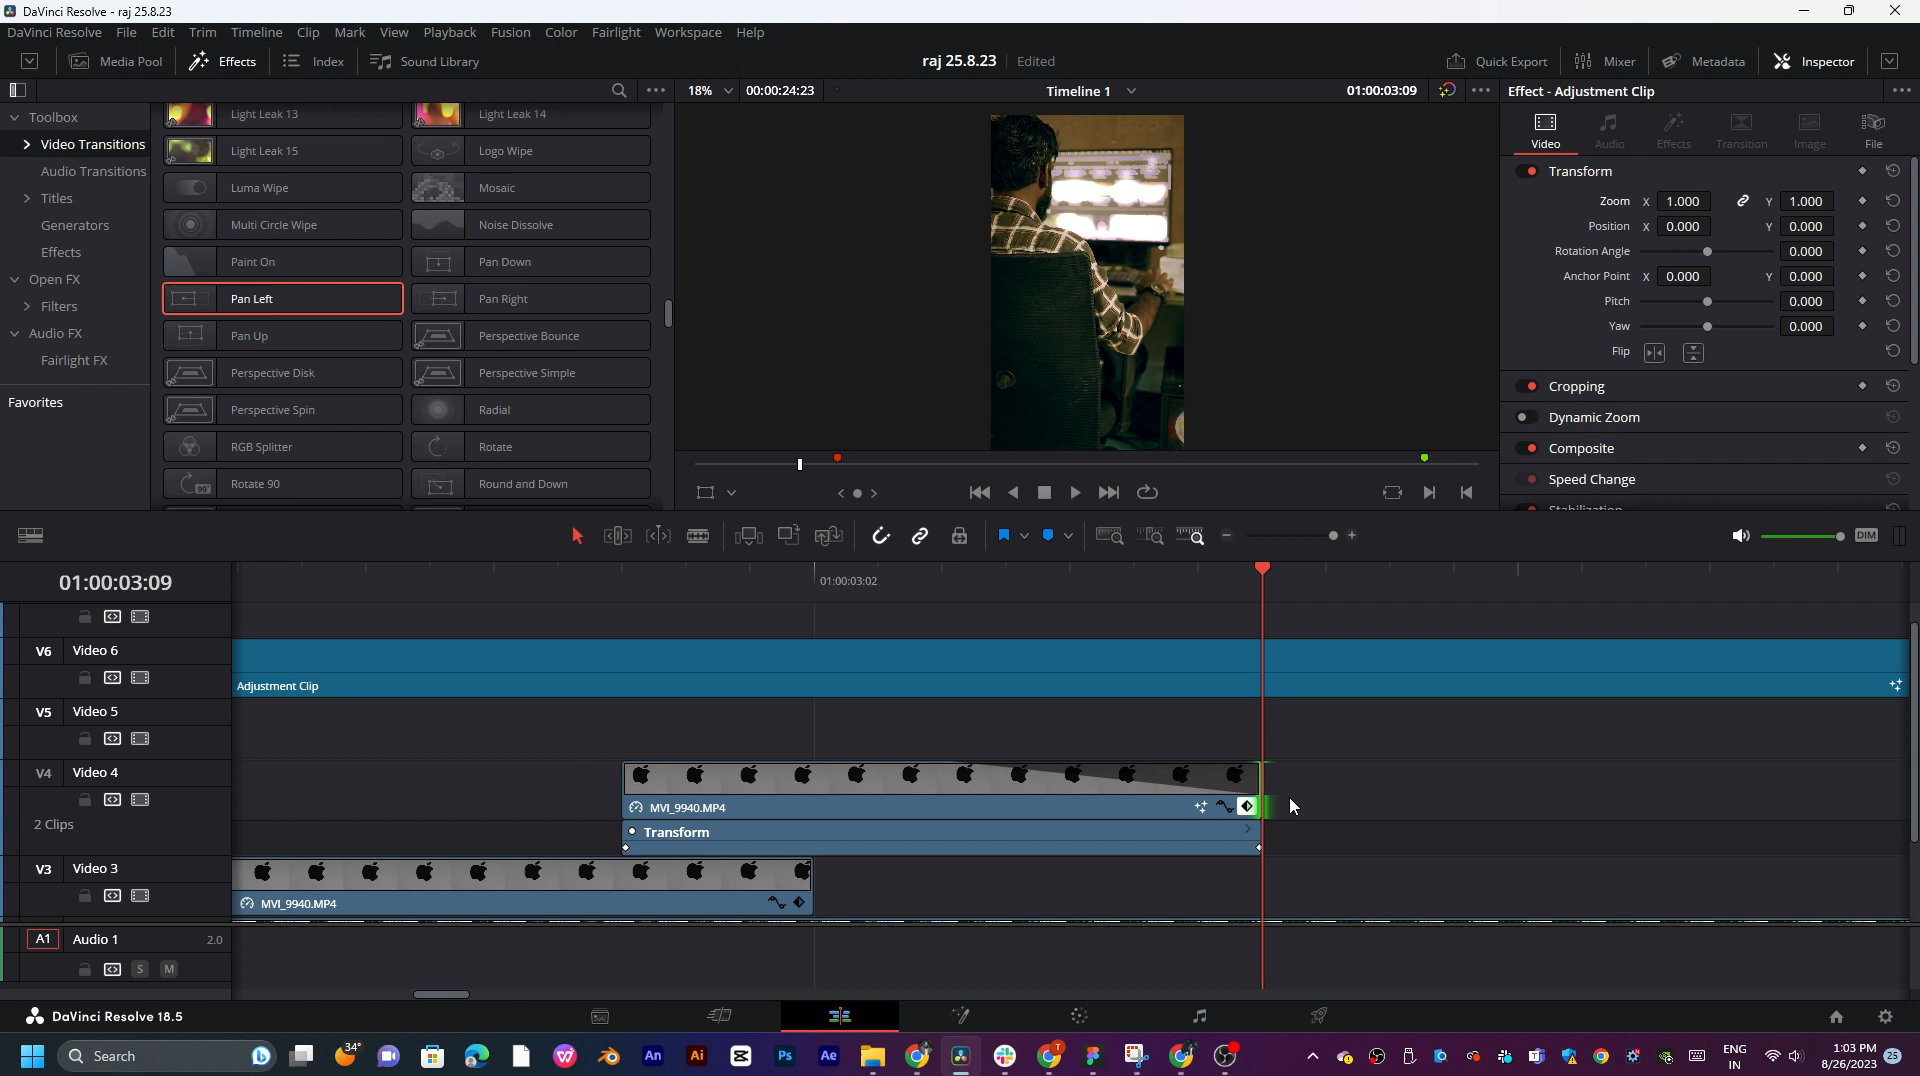 DaVinci Resolve - raj 25.8.23
DaVinci Resolve File Edit Trim Timeline Clip Mark View Playback Fusion Color Fairlight Workspace Help
Media Pool Effects Index Sound Library raj 25.8.23 Edited Quick Export Mixer Metadata Inspector
18% 00:00:24:23 Timeline 1 01:00:03:09 Effect - Adjustment Clip
Toolbox
Video Transitions
Audio Transitions
Titles
Generators
Effects
Open FX
Filters
Audio FX
Fairlight FX
Favorites
Light Leak 13 Light Leak 14
Light Leak 15 Logo Wipe
Luma Wipe Mosaic
Multi Circle Wipe Noise Dissolve
Paint On Pan Down
Pan Left Pan Right
Pan Up Perspective Bounce
Perspective Disk Perspective Simple
Perspective Spin Radial
RGB Splitter Rotate
Rotate 90 Round and Down
Video Audio Effects Transition Image File
Transform
Zoom X 1.000 Y 1.000
Position X 0.000 Y 0.000
Rotation Angle 0.000
Anchor Point X 0.000 Y 0.000
Pitch 0.000
Yaw 0.000
Flip
Cropping
Dynamic Zoom
Composite
Speed Change
Stabilization
DIM
01:00:03:09 01:00:03:02
V6 Video 6
Adjustment Clip
V5 Video 5
V4 Video 4
MVI_9940.MP4
2 Clips
Transform
V3 Video 3
MVI_9940.MP4
A1 Audio 1 2.0
S M
DaVinci Resolve 18.5
Search 34° An Ai Ps Ae ENG IN 1:03 PM 8/26/2023 25